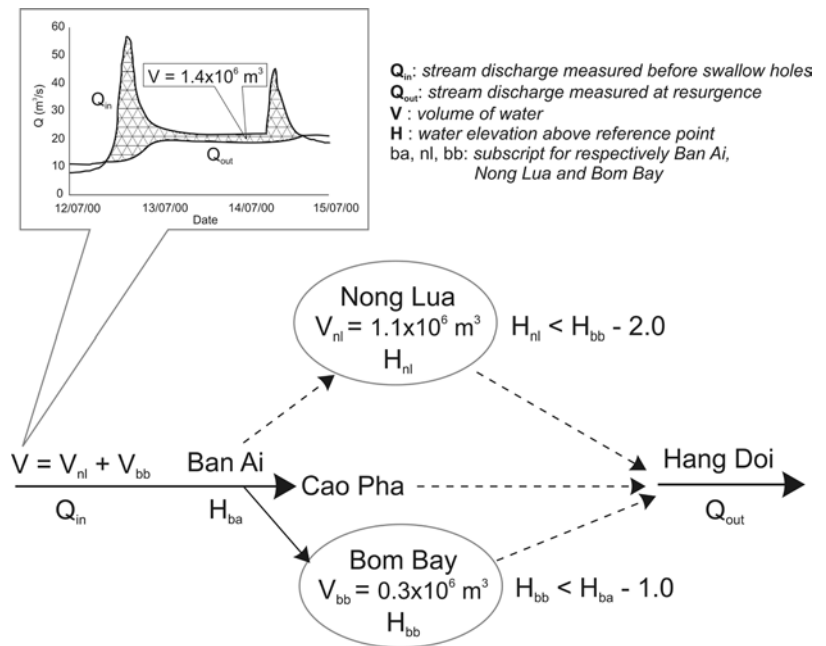 60
50
40
30
20
10
0
Q (m³/s)
Q_in
V = 1.4x10⁶ m³
Q_out
12/07/00 13/07/00 14/07/00 15/07/00
Date
Q_in: stream discharge measured before swallow holes
Q_out: stream discharge measured at resurgence
V : volume of water
H : water elevation above reference point
ba, nl, bb: subscript for respectively Ban Ai,
Nong Lua and Bom Bay
Nong Lua
V_nl = 1.1x10⁶ m³
H_nl
H_nl < H_bb - 2.0
V = V_nl + V_bb
Q_in
Ban Ai
H_ba
Cao Pha
Hang Doi
Q_out
Bom Bay
V_bb = 0.3x10⁶ m³
H_bb
H_bb < H_ba - 1.0